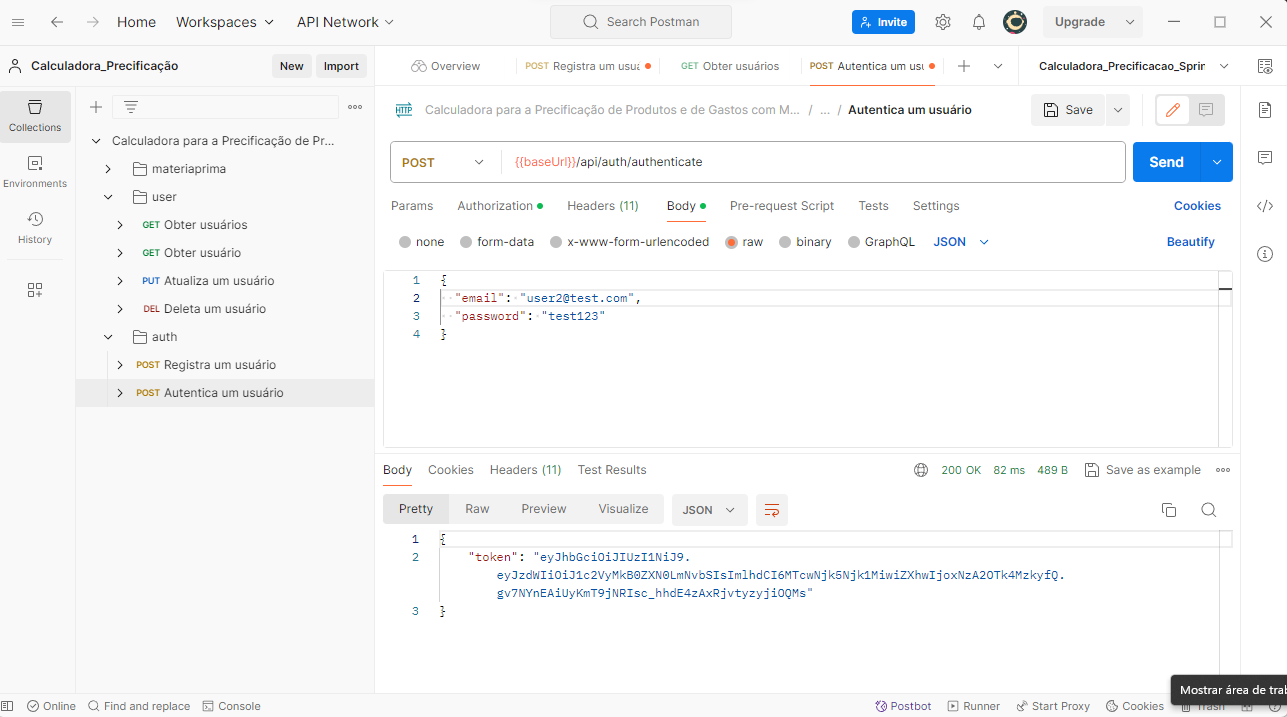 Home
Workspaces
API Network
Search Postman
Invite
Upgrade
Calculadora_Precificação
New
Import
Overview
POST Registra um usuá
GET Obter usuários
POST Autentica um usu
Calculadora_Precificacao_Sprin
Collections
Environments
History
Calculadora para a Precificação de Pr...
materiaprima
user
GET Obter usuários
GET Obter usuário
PUT Atualiza um usuário
DEL Deleta um usuário
auth
POST Registra um usuário
POST Autentica um usuário
HTTP Calculadora para a Precificação de Produtos e de Gastos com M... / ... / Autentica um usuário
Save
POST {{baseUrl}}/api/auth/authenticate
Send
Params Authorization Headers (11) Body Pre-request Script Tests Settings
Cookies
none form-data x-www-form-urlencoded raw binary GraphQL JSON
Beautify
1 {
2 "email": "user2@test.com",
3 "password": "test123"
4 }
Body Cookies Headers (11) Test Results
200 OK 82 ms 489 B Save as example
Pretty Raw Preview Visualize JSON
1 {
2 "token": "eyJhbGciOiJIUzI1NiJ9.
eyJzdWIiOiJ1c2VyMkB0ZXN0LmNvbSIsImlhdCI6MTcwNjk5Njk1MiwiZXhwIjoxNzA2OTk4MzkyfQ.
gv7NYnEAiUyKmT9jNRIsc_hhdE4zAxRjvtyzyjiOQMs"
3 }
Mostrar área de trab
Online
Find and replace
Console
Postbot
Runner
Start Proxy
Cookies
Trash